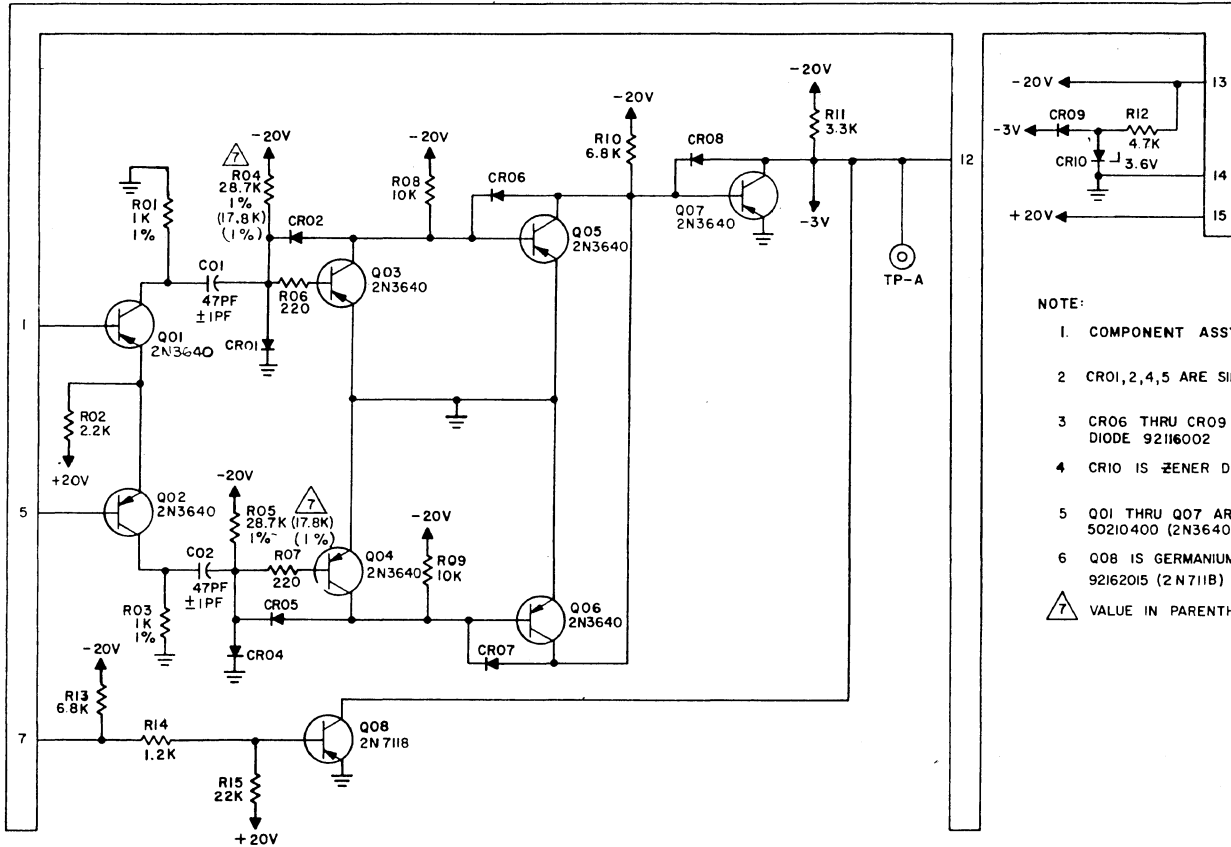 -20V
7
R04
28.7K
1%
(17.8K)
(1%)
R01
1K
1%
CR02
C01
47PF
±1PF
R06
220
CR01
Q01
2N3640
1
Q03
2N3640
-20V
R08
10K
CR06
Q05
2N3640
-20V
R10
6.8K
CR08
Q07
2N3640
-20V
R11
3.3K
-3V
12
TP-A
R02
2.2K
+20V
5
Q02
2N3640
-20V
R05
28.7K (17.8K)
1% (1%)
7
C02
47PF
±1PF
R07
220
Q04
2N3640
-20V
R09
10K
R03
1K
1%
CR05
CR04
CR07
Q06
2N3640
-20V
R13
6.8K
7
R14
1.2K
R15
22K
+20V
Q08
2N7118
-20V
13
CR09
R12
4.7K
-3V
CR10
3.6V
14
+20V
15
NOTE:
1. COMPONENT ASS
2 CR01,2,4,5 ARE
3 CR06 THRU CR09
DIODE 92116002
4 CR10 IS ZENER D
5 Q01 THRU Q07 AR
50210400 (2N3640
6 Q08 IS GERMANIUM
92162015 (2N711B)
7 VALUE IN PARENTH